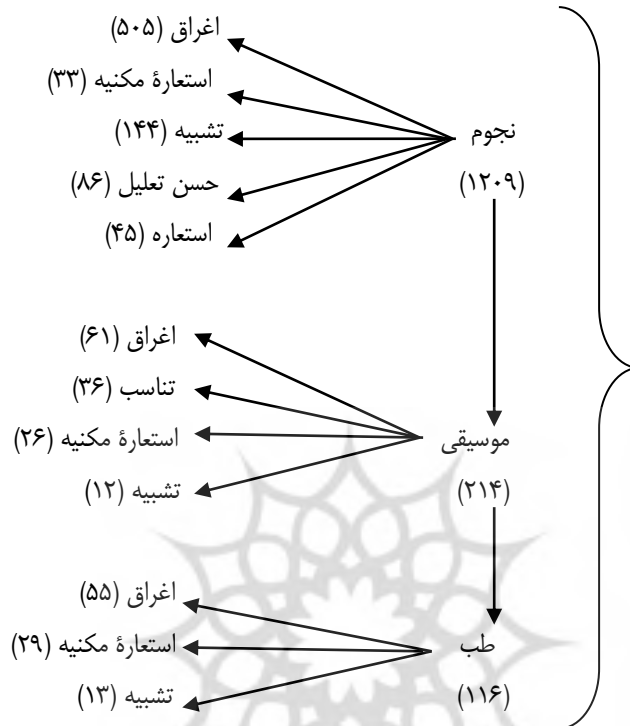 اغراق (۵۰۵)
استعارهٔ مکنیه (۳۳)
نجوم
تشبیه (۱۴۴)
(۱۲۰۹)
حسن تعلیل (۸۶)
استعاره (۴۵)
اغراق (۶۱)
تناسب (۳۶)
موسیقی
استعارهٔ مکنیه (۲۶)
(۲۱۴)
تشبیه (۱۲)
اغراق (۵۵)
طب
استعارهٔ مکنیه (۲۹)
(۱۱۶)
تشبیه (۱۳)